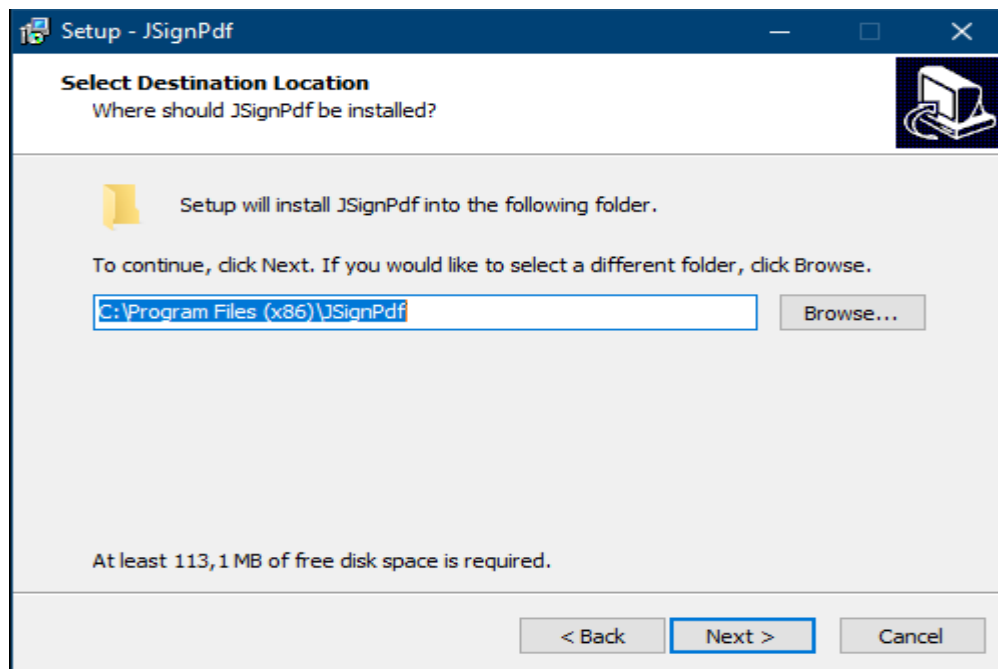 Setup - JSignPdf
Select Destination Location
Where should JSignPdf be installed?
Setup will install JSignPdf into the following folder.
To continue, click Next. If you would like to select a different folder, click Browse.
C:\Program Files (x86)\JSignPdf
Browse...
At least 113,1 MB of free disk space is required.
< Back
Next >
Cancel